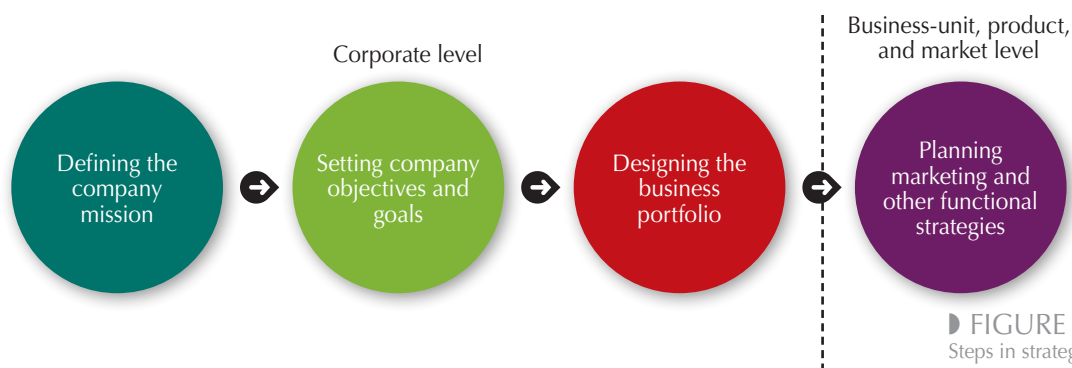 Corporate level
Business-unit, product,
and market level
Defining the
company
mission
Setting company
objectives and
goals
Designing the
business
portfolio
Planning
marketing and
other functional
strategies
FIGURE
Steps in